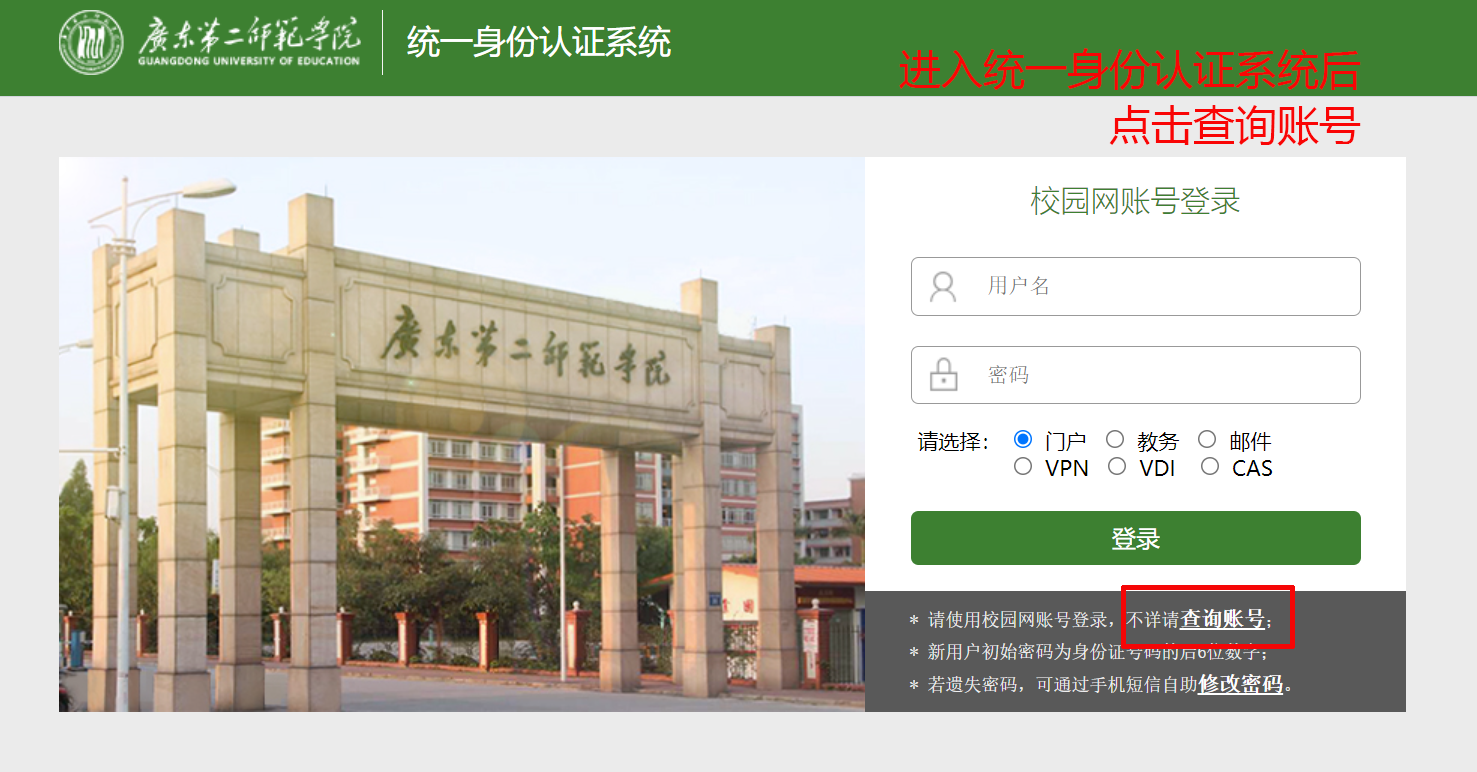 廣东第二师范学院
GUANGDONG UNIVERSITY OF EDUCATION
统一身份认证系统
进入统一身份认证系统后
点击查询账号
廣东第二师范学院
校园网账号登录
用户名
密码
请选择： 门户 教务 邮件
VPN VDI CAS
登录
* 请使用校园网账号登录，不详请查询账号；
* 新用户初始密码为身份证号码的后6位数字；
* 若遗失密码，可通过手机短信自助修改密码。